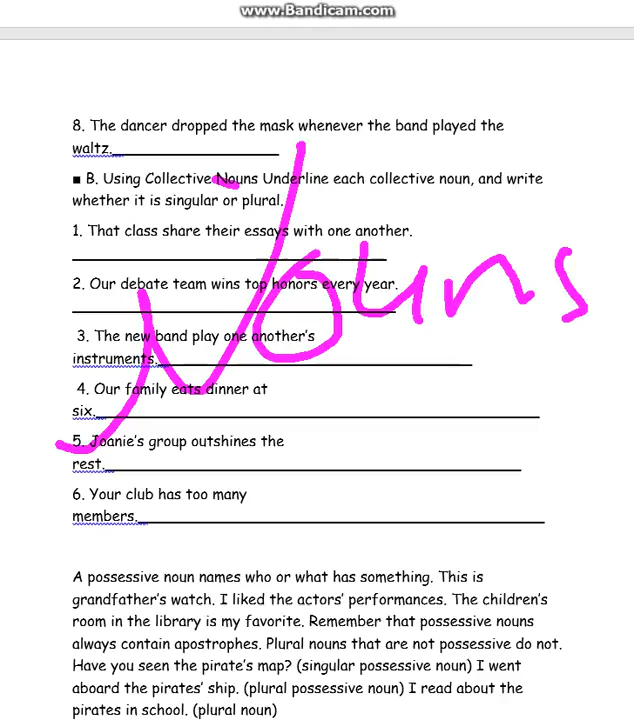 www.Bandicam.com
8. The dancer dropped the mask whenever the band played the
waltz.
■ B. Using Collective Nouns Underline each collective noun, and write
whether it is singular or plural.
1. That class share their essays with one another.
2. Our debate team wins top honors every year.
Nouns
3. The new band play one another's
instruments.
4. Our family eats dinner at
six.
5. Joanie's group outshines the
rest.
6. Your club has too many
members.
A possessive noun names who or what has something. This is
grandfather's watch. I liked the actors' performances. The children's
room in the library is my favorite. Remember that possessive nouns
always contain apostrophes. Plural nouns that are not possessive do not.
Have you seen the pirate's map? (singular possessive noun) I went
aboard the pirates' ship. (plural possessive noun) I read about the
pirates in school. (plural noun)